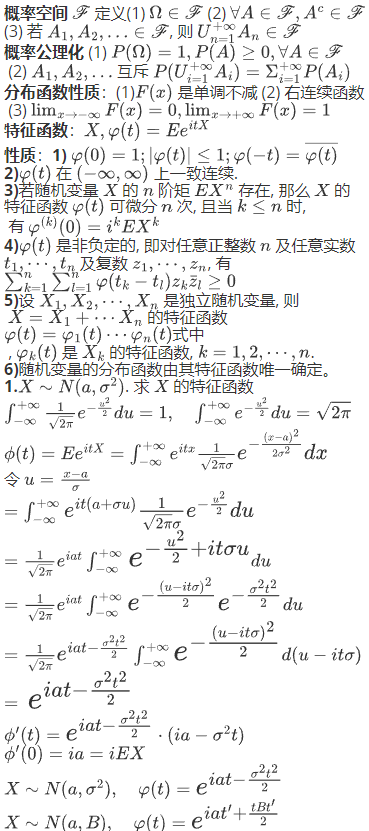 概率空间 ℱ 定义(1) Ω ∈ ℱ (2) ∀A ∈ ℱ, A^c ∈ ℱ
(3) 若 A_1, A_2, … ∈ ℱ, 则 U_{n=1}^{+∞} A_n ∈ ℱ
概率公理化 (1) P(Ω) = 1, P(A) ≥ 0, ∀A ∈ ℱ
(2) A_1, A_2, … 互斥 P(U_{i=1}^{+∞} A_i) = Σ_{i=1}^{+∞} P(A_i)
分布函数性质：(1)F(x) 是单调不减 (2) 右连续函数
(3) lim_{x→−∞} F(x) = 0, lim_{x→+∞} F(x) = 1
特征函数：X, φ(t) = Ee^{itX}
性质：1) φ(0) = 1; |φ(t)| ≤ 1; φ(−t) = \overline{φ(t)}
2)φ(t) 在 (−∞, ∞) 上一致连续.
3)若随机变量 X 的 n 阶矩 EX^n 存在, 那么 X 的
特征函数 φ(t) 可微分 n 次, 且当 k ≤ n 时,
有 φ^{(k)}(0) = i^k EX^k
4)φ(t) 是非负定的, 即对任意正整数 n 及任意实数
t_1, ⋯, t_n 及复数 z_1, ⋯, z_n, 有
∑_{k=1}^{n} ∑_{l=1}^{n} φ(t_k − t_l) z_k \bar{z}_l ≥ 0
5)设 X_1, X_2, ⋯, X_n 是独立随机变量, 则
X = X_1 + ⋯ X_n 的特征函数
φ(t) = φ_1(t) ⋯ φ_n(t)式中
, φ_k(t) 是 X_k 的特征函数, k = 1, 2, ⋯, n.
6)随机变量的分布函数由其特征函数唯一确定。
1.X ∼ N(a, σ^2). 求 X 的特征函数
∫_{−∞}^{+∞} \frac{1}{\sqrt{2π}} e^{−\frac{u^2}{2}} du = 1, ∫_{−∞}^{+∞} e^{−\frac{u^2}{2}} du = \sqrt{2π}
ϕ(t) = Ee^{itX} = ∫_{−∞}^{+∞} e^{itx} \frac{1}{\sqrt{2π}σ} e^{−\frac{(x−a)^2}{2σ^2}} dx
令 u = \frac{x−a}{σ}
= ∫_{−∞}^{+∞} e^{it(a+σu)} \frac{1}{\sqrt{2π}σ} e^{−\frac{u^2}{2}} du
= \frac{1}{\sqrt{2π}} e^{iat} ∫_{−∞}^{+∞} e^{−\frac{u^2}{2}+itσu} du
= \frac{1}{\sqrt{2π}} e^{iat} ∫_{−∞}^{+∞} e^{−\frac{(u−itσ)^2}{2}} e^{−\frac{σ^2t^2}{2}} du
= \frac{1}{\sqrt{2π}} e^{iat−\frac{σ^2t^2}{2}} ∫_{−∞}^{+∞} e^{−\frac{(u−itσ)^2}{2}} d(u − itσ)
= e^{iat−\frac{σ^2t^2}{2}}
ϕ′(t) = e^{iat−\frac{σ^2t^2}{2}} · (ia − σ^2t)
ϕ′(0) = ia = iEX
X ∼ N(a, σ^2), φ(t) = e^{iat−\frac{σ^2t^2}{2}}
X ∼ N(a, B), φ(t) = e^{iat′+\frac{tBt′}{2}}